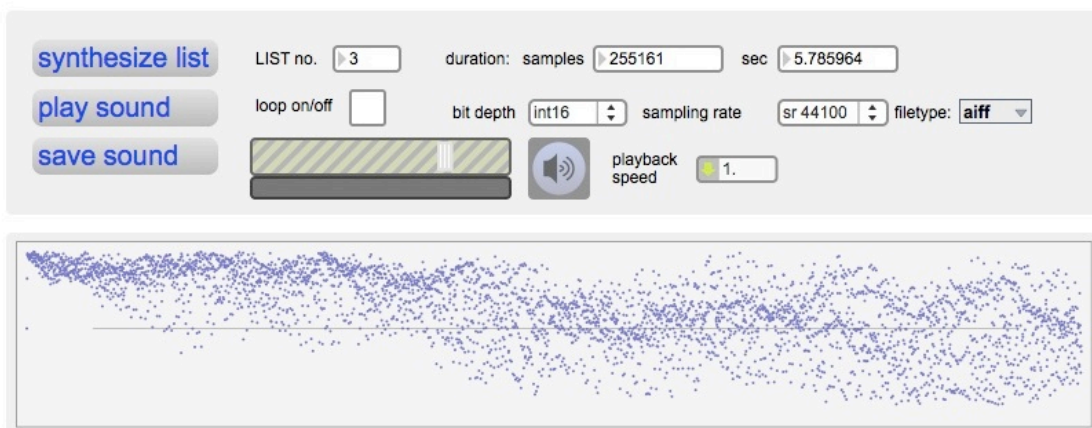 synthesize list LIST no. 3 duration: samples 255161 sec 5.785964
play sound loop on/off bit depth int16 sampling rate sr 44100 filetype: aiff
save sound playback
speed 1.